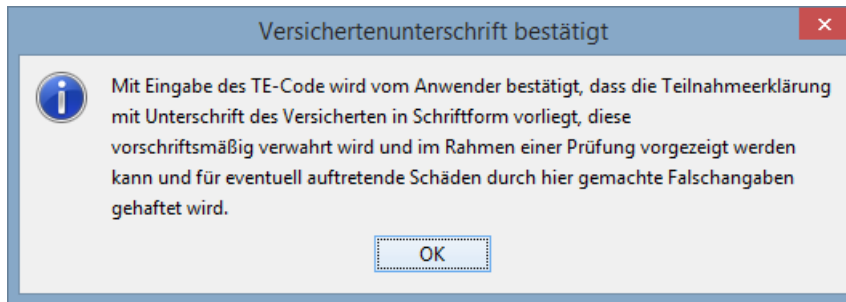 Versichertenunterschrift bestätigt
Mit Eingabe des TE-Code wird vom Anwender bestätigt, dass die Teilnahmeerklärung
mit Unterschrift des Versicherten in Schriftform vorliegt, diese
vorschriftsmäßig verwahrt wird und im Rahmen einer Prüfung vorgezeigt werden
kann und für eventuell auftretende Schäden durch hier gemachte Falschangaben
gehaftet wird.
OK